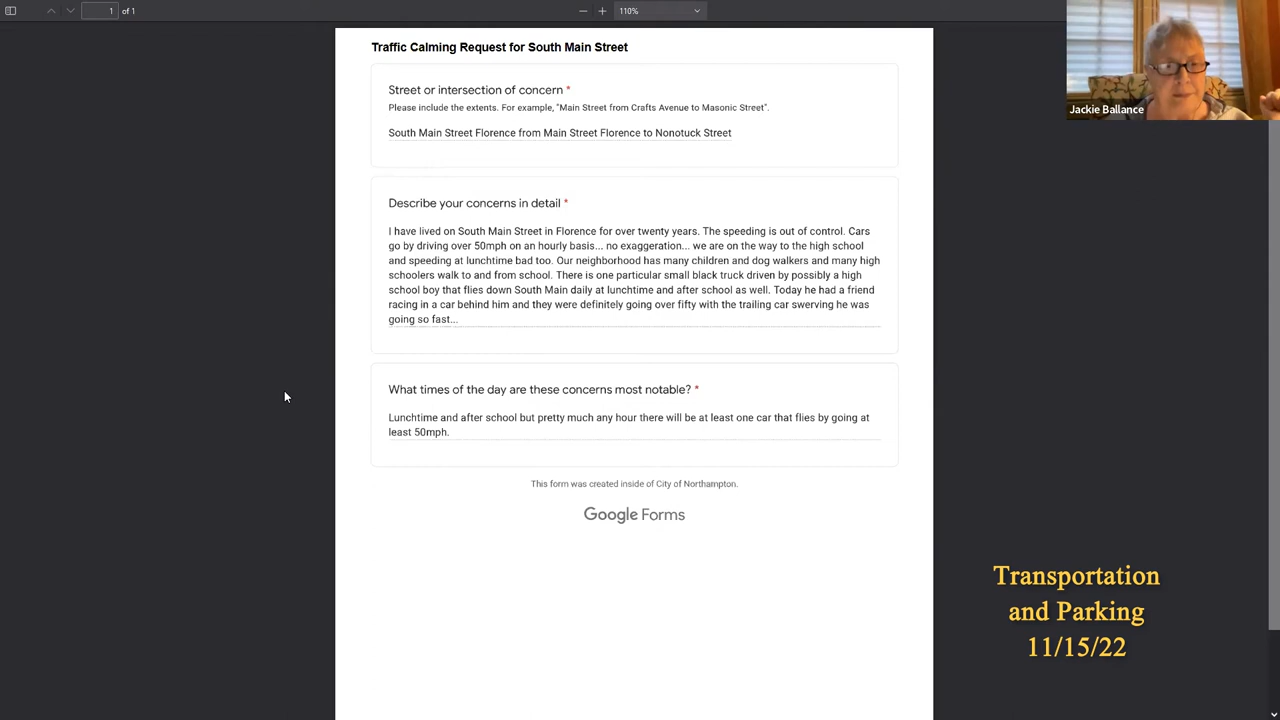 1 of 1
110%
Jackie Ballance
Traffic Calming Request for South Main Street
Street or intersection of concern *
Please include the extents. For example, "Main Street from Crafts Avenue to Masonic Street".
South Main Street Florence from Main Street Florence to Nonotuck Street
Describe your concerns in detail *
I have lived on South Main Street in Florence for over twenty years. The speeding is out of control. Cars
go by driving over 50mph on an hourly basis... no exaggeration... we are on the way to the high school
and speeding at lunchtime bad too. Our neighborhood has many children and dog walkers and many high
schoolers walk to and from school. There is one particular small black truck driven by possibly a high
school boy that flies down South Main daily at lunchtime and after school as well. Today he had a friend
racing in a car behind him and they were definitely going over fifty with the trailing car swerving he was
going so fast...
What times of the day are these concerns most notable? *
Lunchtime and after school but pretty much any hour there will be at least one car that flies by going at
least 50mph.
This form was created inside of City of Northampton.
Google Forms
Transportation
and Parking
11/15/22